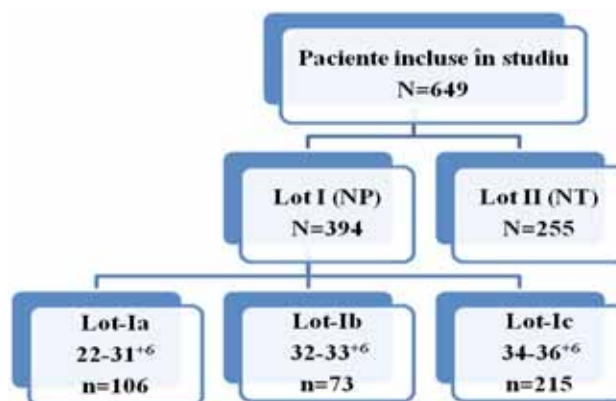 Paciente incluse în studiu
N=649
Lot I (NP)
N=394
Lot II (NT)
N=255
Lot-Ia
22-31⁺⁶
n=106
Lot-Ib
32-33⁺⁶
n=73
Lot-Ic
34-36⁺⁶
n=215